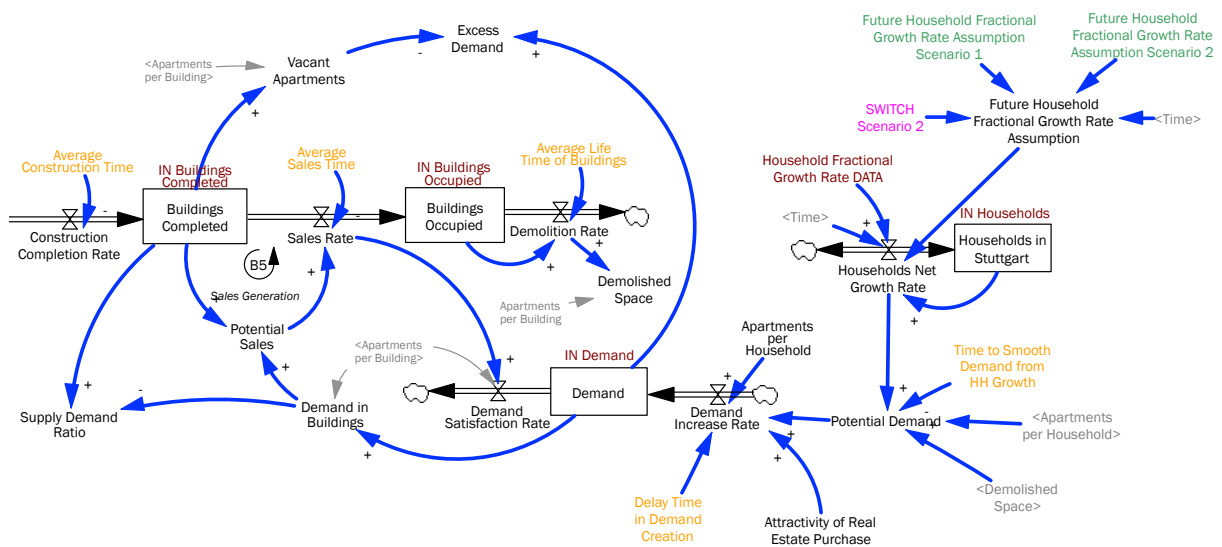 Future Household Fractional
Growth Rate Assumption
Scenario 1
Future Household
Fractional Growth Rate
Assumption Scenario 2
Excess
Demand
-
+
<Apartments
per Building>
Vacant
Apartments
+
SWITCH
Scenario 2
Future Household
Fractional Growth Rate
Assumption
<Time>
Average
Construction Time
-
IN Buildings
Completed
Buildings
Completed
Construction
Completion Rate
Average
Sales Time
-
Sales Rate
B5
Sales Generation
+
IN Buildings
Occupied
Buildings
Occupied
Average Life
Time of Buildings
-
Demolition Rate
+
+
Demolished
Space
Apartments
per Building
Household Fractional
Growth Rate DATA
+
<Time>
IN Households
Households in
Stuttgart
Households Net
Growth Rate
+
+
Potential
Sales
+
<Apartments
per Building>
+
IN Demand
Demand
Demand
Satisfaction Rate
Apartments
per
Household
+
Demand
Increase Rate
+
Time to Smooth
Demand from
HH Growth
+
-
+
Potential Demand
<Apartments
per Household>
+
-
Supply Demand
Ratio
Demand in
Buildings
+
+
+
Delay Time
in Demand
Creation
Attractivity of Real
Estate Purchase
<Demolished
Space>